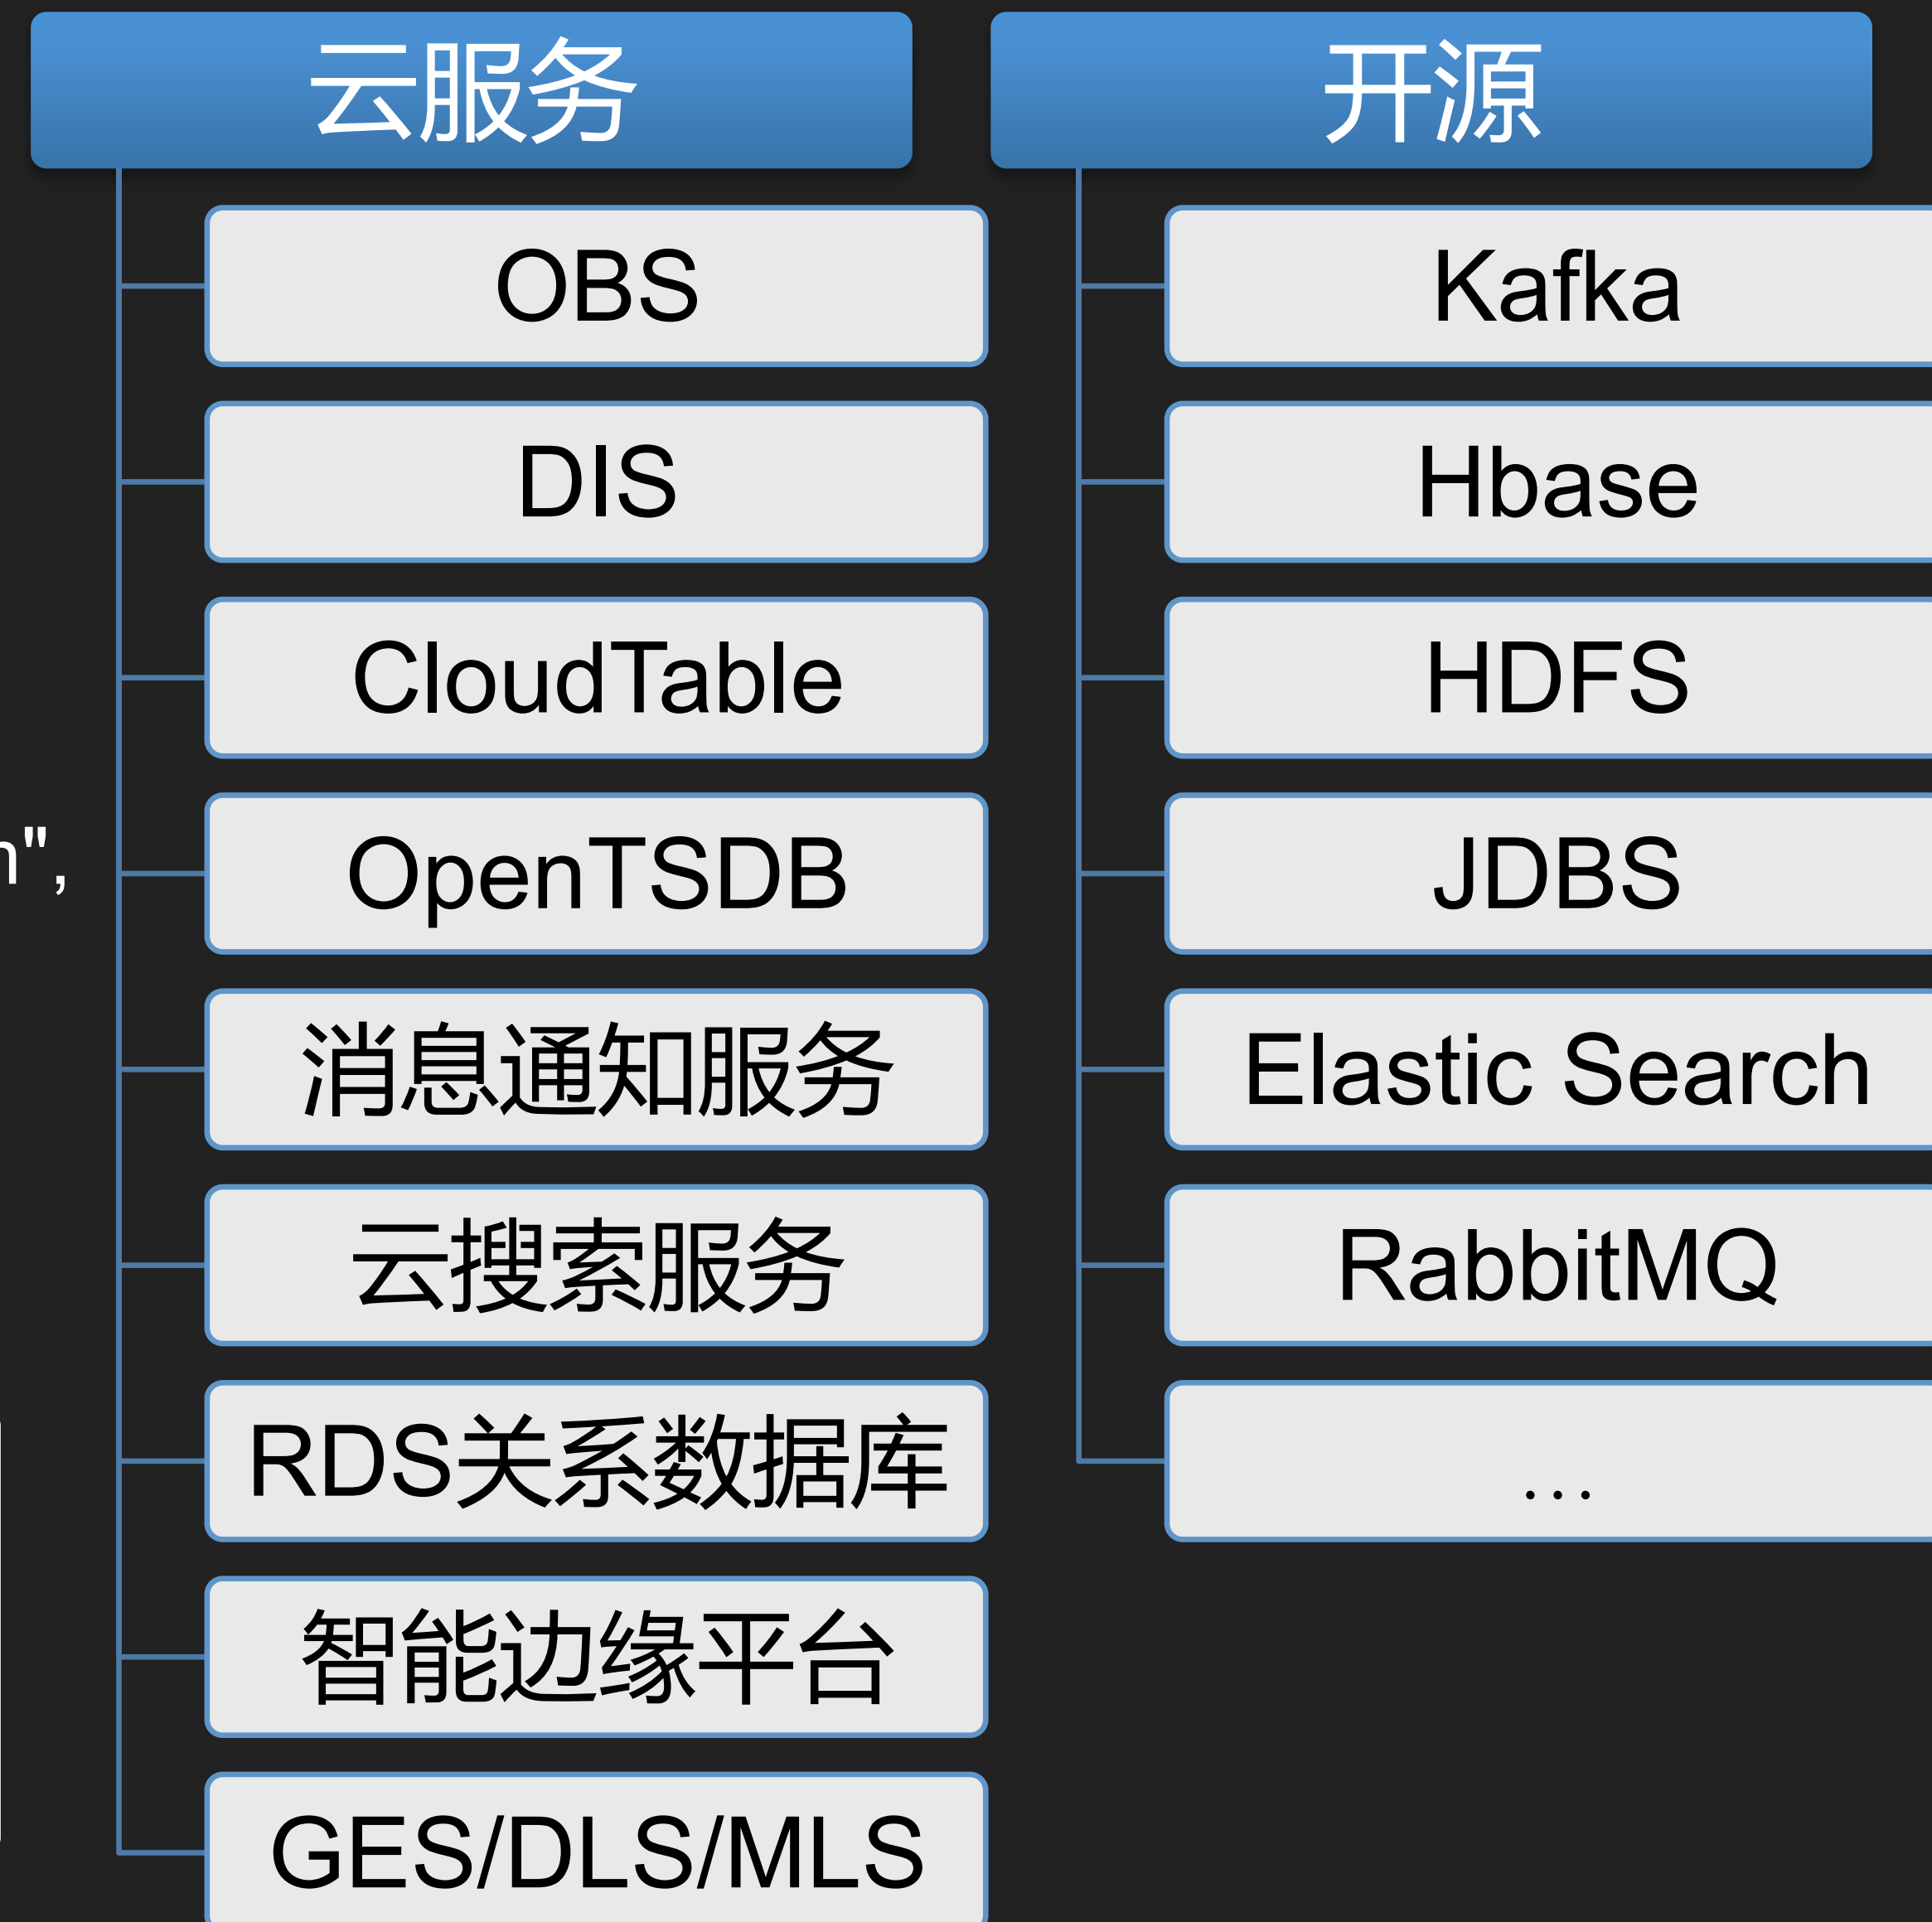 云服务
OBS
DIS
CloudTable
OpenTSDB
消息通知服务
云搜索服务
RDS关系数据库
智能边缘平台
GES/DLS/MLS
开源
Kafka
Hbase
HDFS
JDBS
Elastic Search
RabbitMQ
...
",